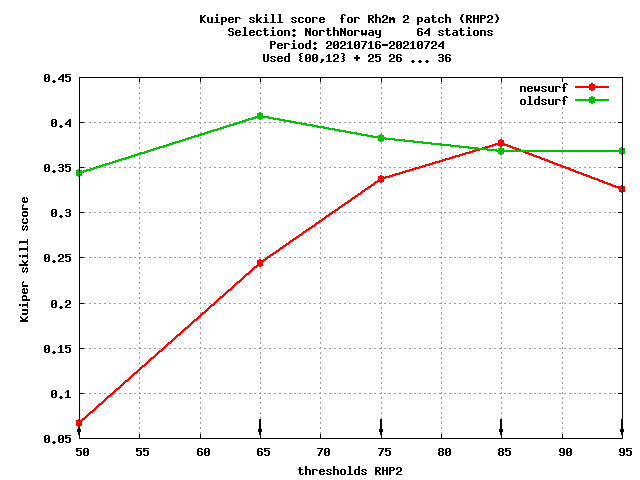 Kuiper skill score  for Rh2m 2 patch (RHP2)
Selection: NorthNorway     64 stations
Period: 20210716-20210724
Used {00,12} + 25 26 ... 36
0.45
0.4
0.35
0.3
0.25
0.2
0.15
0.1
0.05
Kuiper skill score
newsurf
oldsurf
50 55 60 65 70 75 80 85 90 95
thresholds RHP2